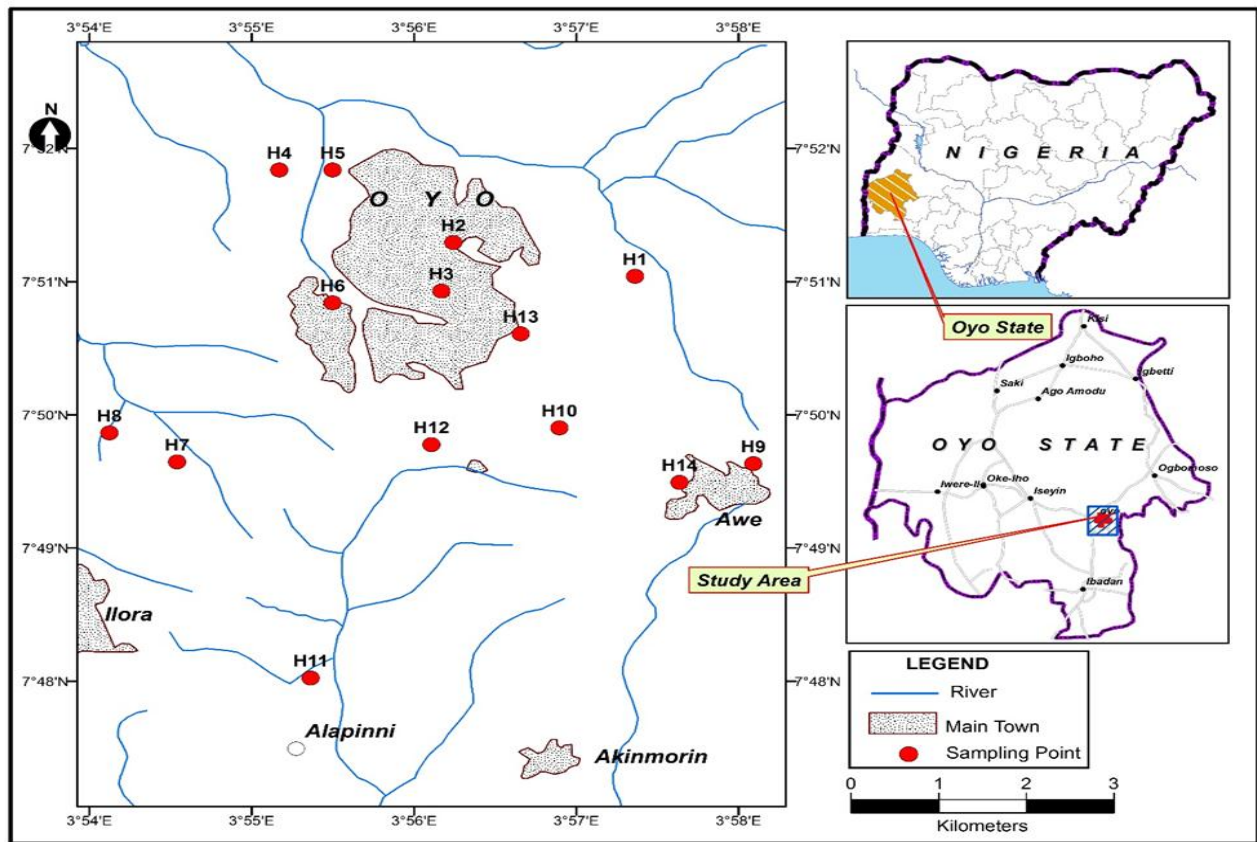 3°54'E 3°55'E 3°56'E 3°57'E 3°58'E
N
7°52'N
7°51'N
7°50'N
7°49'N
7°48'N
H4 H5
O Y O
H2
H1
H3
H6
H13
H8
H7
H12
H10
H9
H14
Awe
Ilora
H11
Alapinni
Akinmorin
7°52'N
7°51'N
7°50'N
7°49'N
7°48'N
3°54'E 3°55'E 3°56'E 3°57'E 3°58'E
N I G E R I A
Oyo State
Kisi
Igboho
Igbetti
Saki
Ago Amodu
O Y O S T A T E
Ogbomoso
Iwere-Il
Oke-Iho
Iseyin
Study Area
Ibadan
LEGEND
River
Main Town
Sampling Point
0 1 2 3
Kilometers